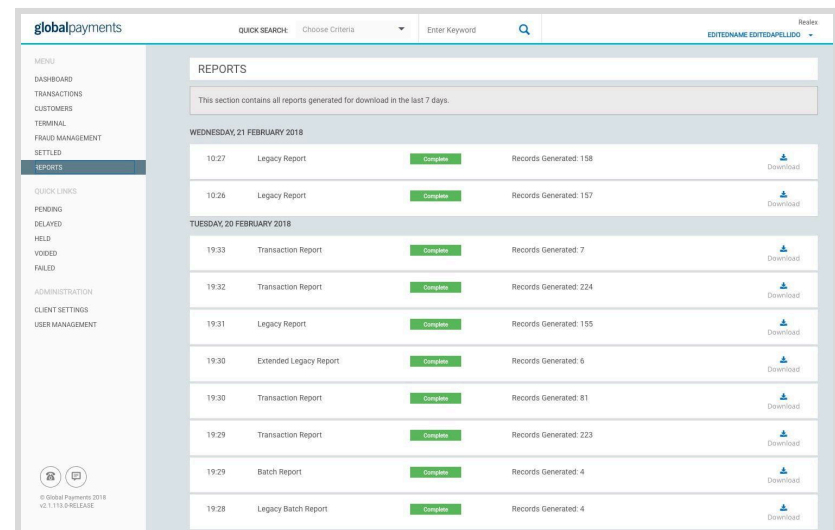 globalpayments
QUICK SEARCH: Choose Criteria Enter Keyword
Realex
EDITEDNAME EDITEDAPELLIDO
MENU
DASHBOARD
TRANSACTIONS
CUSTOMERS
TERMINAL
FRAUD MANAGEMENT
SETTLED
REPORTS
QUICK LINKS
PENDING
DELAYED
HELD
VOIDED
FAILED
ADMINISTRATION
CLIENT SETTINGS
USER MANAGEMENT
© Global Payments 2018
v2.1.113.0-RELEASE
REPORTS
This section contains all reports generated for download in the last 7 days.
WEDNESDAY, 21 FEBRUARY 2018
10:27 Legacy Report Complete Records Generated: 158 Download
10:26 Legacy Report Complete Records Generated: 157 Download
TUESDAY, 20 FEBRUARY 2018
19:33 Transaction Report Complete Records Generated: 7 Download
19:32 Transaction Report Complete Records Generated: 224 Download
19:31 Legacy Report Complete Records Generated: 155 Download
19:30 Extended Legacy Report Complete Records Generated: 6 Download
19:30 Transaction Report Complete Records Generated: 81 Download
19:29 Transaction Report Complete Records Generated: 223 Download
19:29 Batch Report Complete Records Generated: 4 Download
19:28 Legacy Batch Report Complete Records Generated: 4 Download